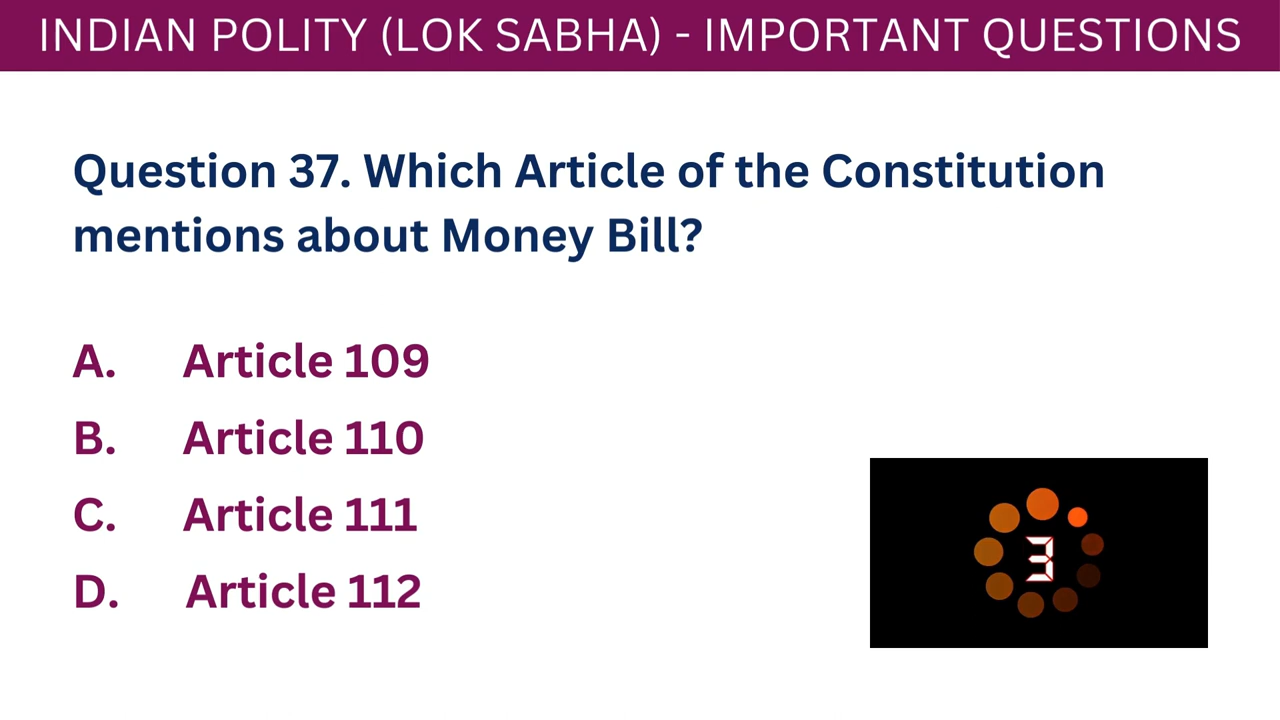 INDIAN POLITY (LOK SABHA) - IMPORTANT QUESTIONS
Question 37. Which Article of the Constitution
mentions about Money Bill?
A. Article 109
B. Article 110
C. Article 111
D. Article 112
3